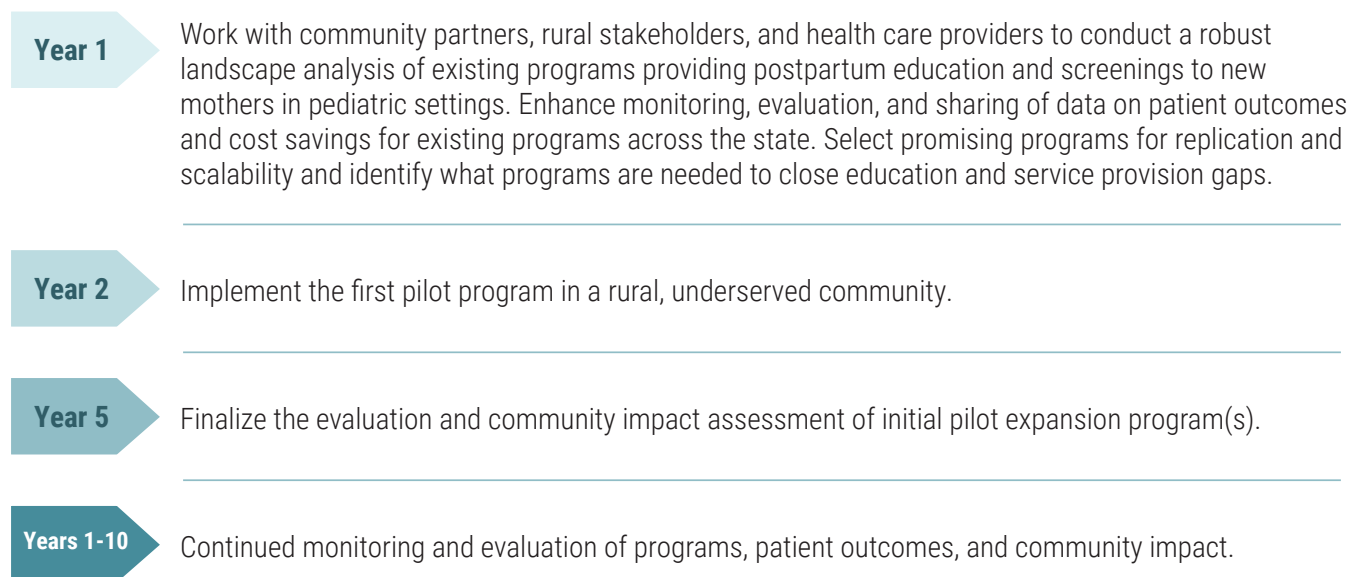 Year 1
Work with community partners, rural stakeholders, and health care providers to conduct a robust
landscape analysis of existing programs providing postpartum education and screenings to new
mothers in pediatric settings. Enhance monitoring, evaluation, and sharing of data on patient outcomes
and cost savings for existing programs across the state. Select promising programs for replication and
scalability and identify what programs are needed to close education and service provision gaps.
Year 2
Implement the first pilot program in a rural, underserved community.
Year 5
Finalize the evaluation and community impact assessment of initial pilot expansion program(s).
Years 1-10
Continued monitoring and evaluation of programs, patient outcomes, and community impact.